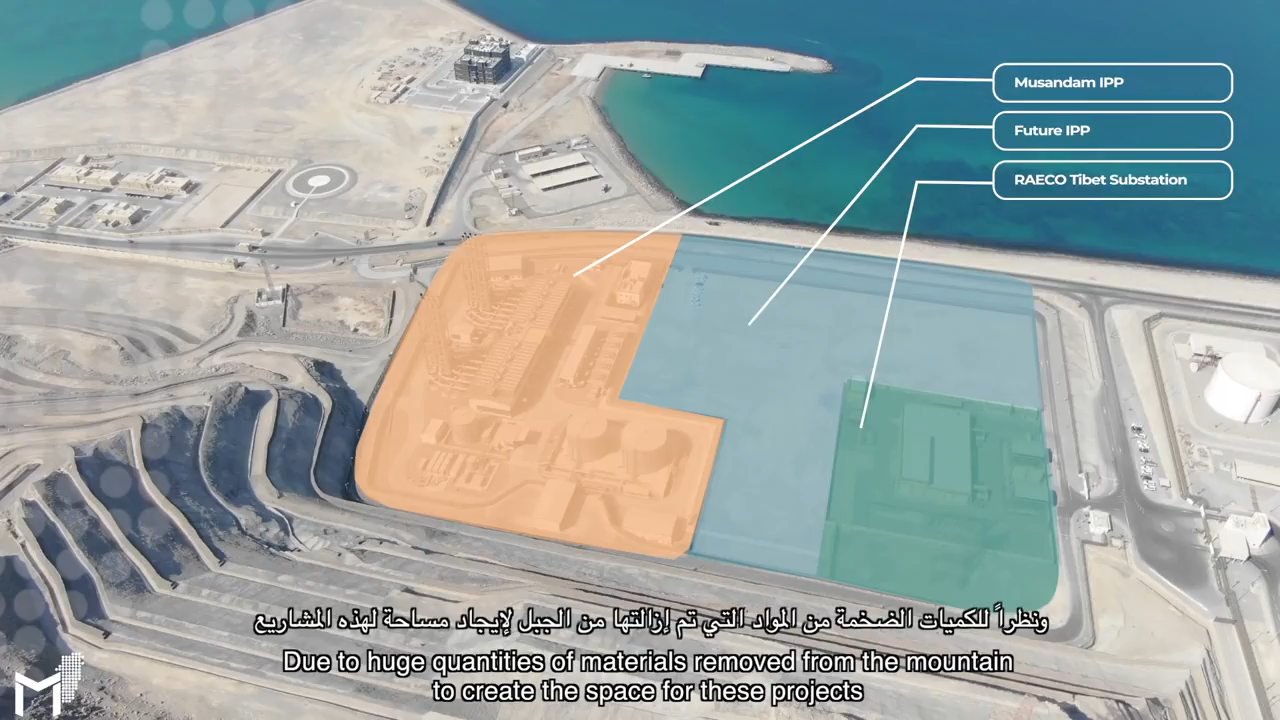 Musandam IPP
Future IPP
RAECO Tibet Substation
ونظراً للكميات الضخمة من المواد التي تم إزالتها من الجبل لإيجاد مساحة لهذه المشاريع
Due to huge quantities of materials removed from the mountain
to create the space for these projects
M